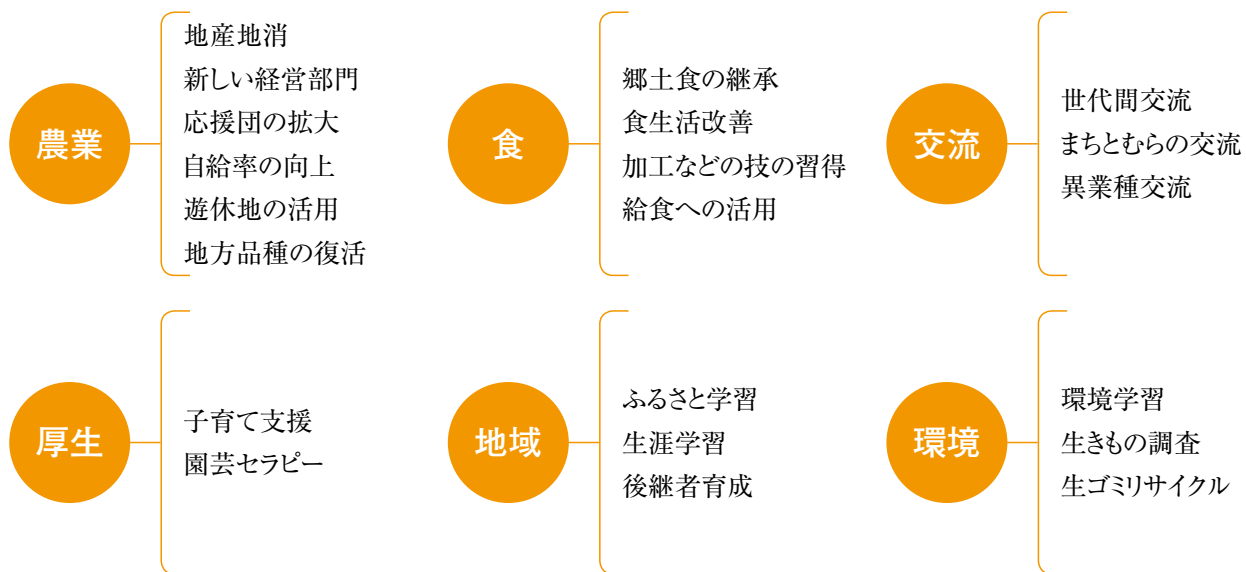 農業
地産地消
新しい経営部門
応援団の拡大
自給率の向上
遊休地の活用
地方品種の復活
食
郷土食の継承
食生活改善
加工などの技の習得
給食への活用
交流
世代間交流
まちとむらの交流
異業種交流
厚生
子育て支援
園芸セラピー
地域
ふるさと学習
生涯学習
後継者育成
環境
環境学習
生きもの調査
生ゴミリサイクル